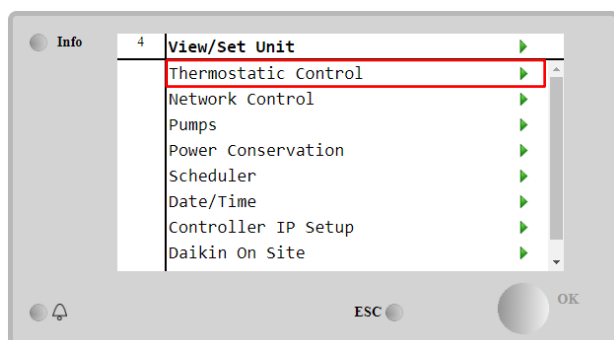 Info
4 View/Set Unit
Thermostatic Control
Network Control
Pumps
Power Conservation
Scheduler
Date/Time
Controller IP Setup
Daikin On Site
ESC
OK